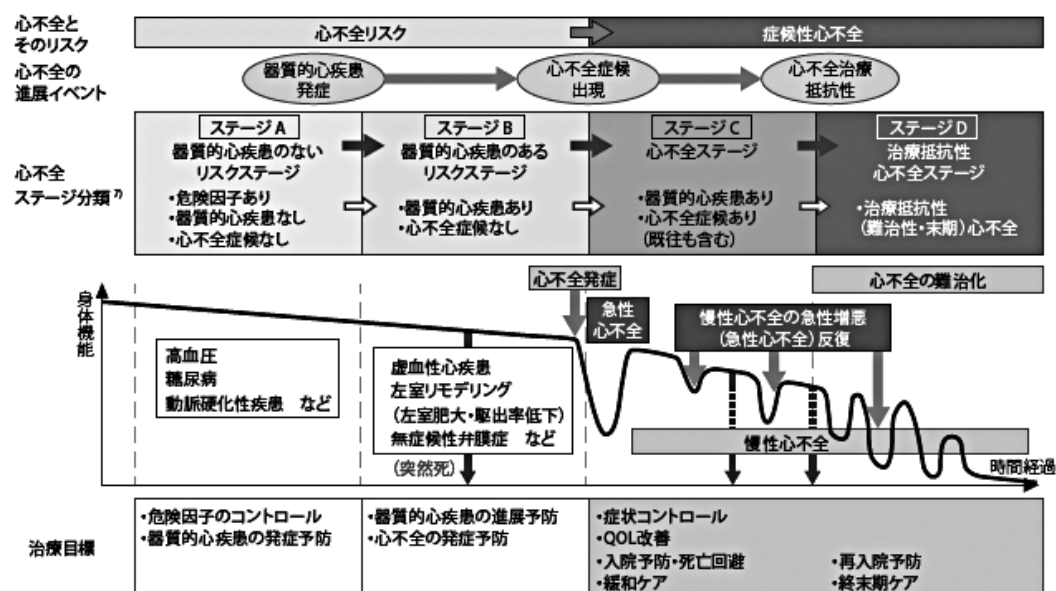 心不全と
そのリスク
心不全リスク
症候性心不全
心不全の
進展イベント
器質的心疾患
発症
心不全症候
出現
心不全治療
抵抗性
心不全
ステージ分類 7)
ステージA
器質的心疾患のない
リスクステージ
•危険因子あり
•器質的心疾患なし
•心不全症候なし
ステージB
器質的心疾患のある
リスクステージ
•器質的心疾患あり
•心不全症候なし
ステージC
心不全ステージ
•器質的心疾患あり
•心不全症候あり
(既往も含む)
ステージD
治療抵抗性
心不全ステージ
•治療抵抗性
(難治性・末期)心不全
身体機能
心不全発症
心不全の難治化
急性
心不全
慢性心不全の急性増悪
(急性心不全)反復
高血圧
糖尿病
動脈硬化性疾患 など
虚血性心疾患
左室リモデリング
(左室肥大・駆出率低下)
無症候性弁膜症 など
(突然死)
慢性心不全
時間経過
治療目標
•危険因子のコントロール
•器質的心疾患の発症予防
•器質的心疾患の進展予防
•心不全の発症予防
•症状コントロール
•QOL改善
•入院予防・死亡回避
•緩和ケア
•再入院予防
•終末期ケア